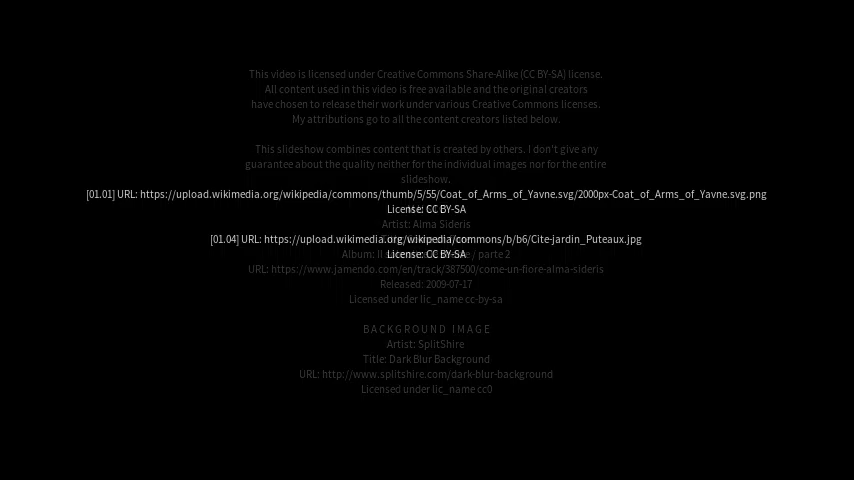 This video is licensed under Creative Commons Share-Alike (CC BY-SA) license.
All content used in this video is free available and the original creators
have chosen to release their work under various Creative Commons licenses.
My attributions go to all the content creators listed below.
This slideshow combines content that is created by others. I don't give any
guarantee about the quality neither for the individual images nor for the entire
slideshow.
[01.01] URL: https://upload.wikimedia.org/wikipedia/commons/thumb/5/55/Coat_of_Arms_of_Yavne.svg/2000px-Coat_of_Arms_of_Yavne.svg.png
License: CC BY-SA
Artist: Alma Sideris
[01.04] URL: https://upload.wikimedia.org/wikipedia/commons/b/b6/Cite-jardin_Puteaux.jpg
License: CC BY-SA
Album: Il / parte 2
URL: https://www.jamendo.com/en/track/387500/come-un-fiore-alma-sideris
Released: 2009-07-17
Licensed under lic_name cc-by-sa
BACKGROUND IMAGE
Artist: SplitShire
Title: Dark Blur Background
URL: http://www.splitshire.com/dark-blur-background
Licensed under lic_name cc0